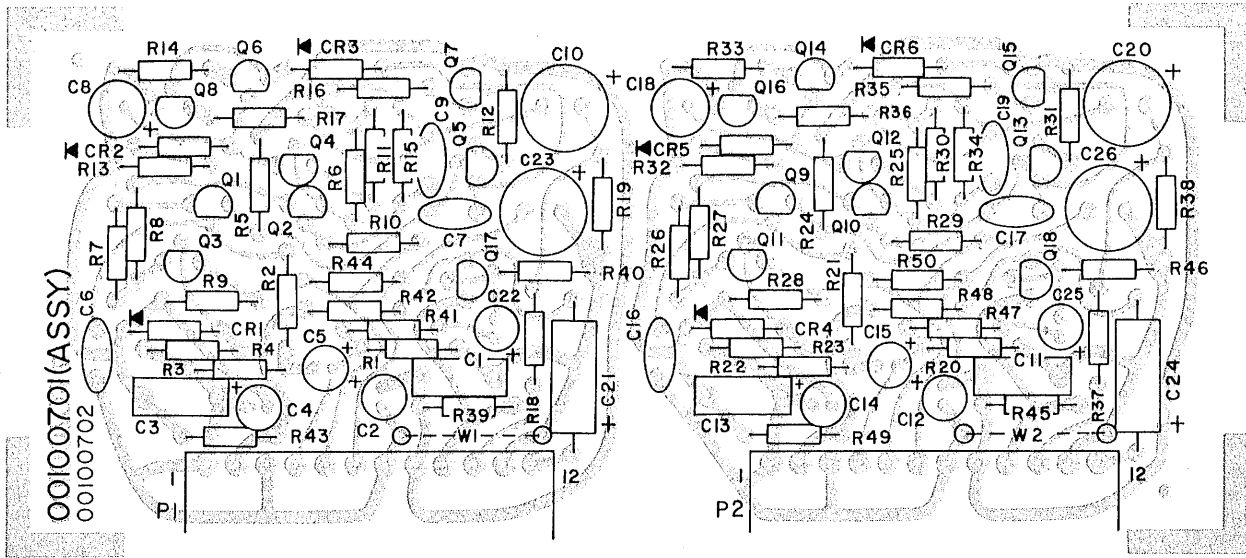 R14
Q6
CR3
Q7
C10
R33
Q14
CR6
Q15
C20
C8
Q8
R16
R12
C18
Q16
R35
R31
R17
C9
R36
C19
CR2
Q4
R11
R15
Q5
C23
CR5
Q12
R30
R34
Q13
C26
R13
R6
R32
R25
Q1
R5
Q2
R19
Q9
R24
Q10
R38
R7
R8
Q3
R10
C7
Q17
R26
R27
Q11
R29
C17
Q18
R2
R44
R40
R21
R50
R46
C6
R9
R42
C22
C16
R28
R48
C25
CR1
C5
R41
CR4
C15
R47
R4
R1
C1
R23
R20
C11
R3
C21
R22
C24
C4
R39
R18
C14
R45
R37
C3
R43
C2
W1
C13
R49
C12
W2
00100701(ASSY)
00100702
1
12
P1
1
12
P2